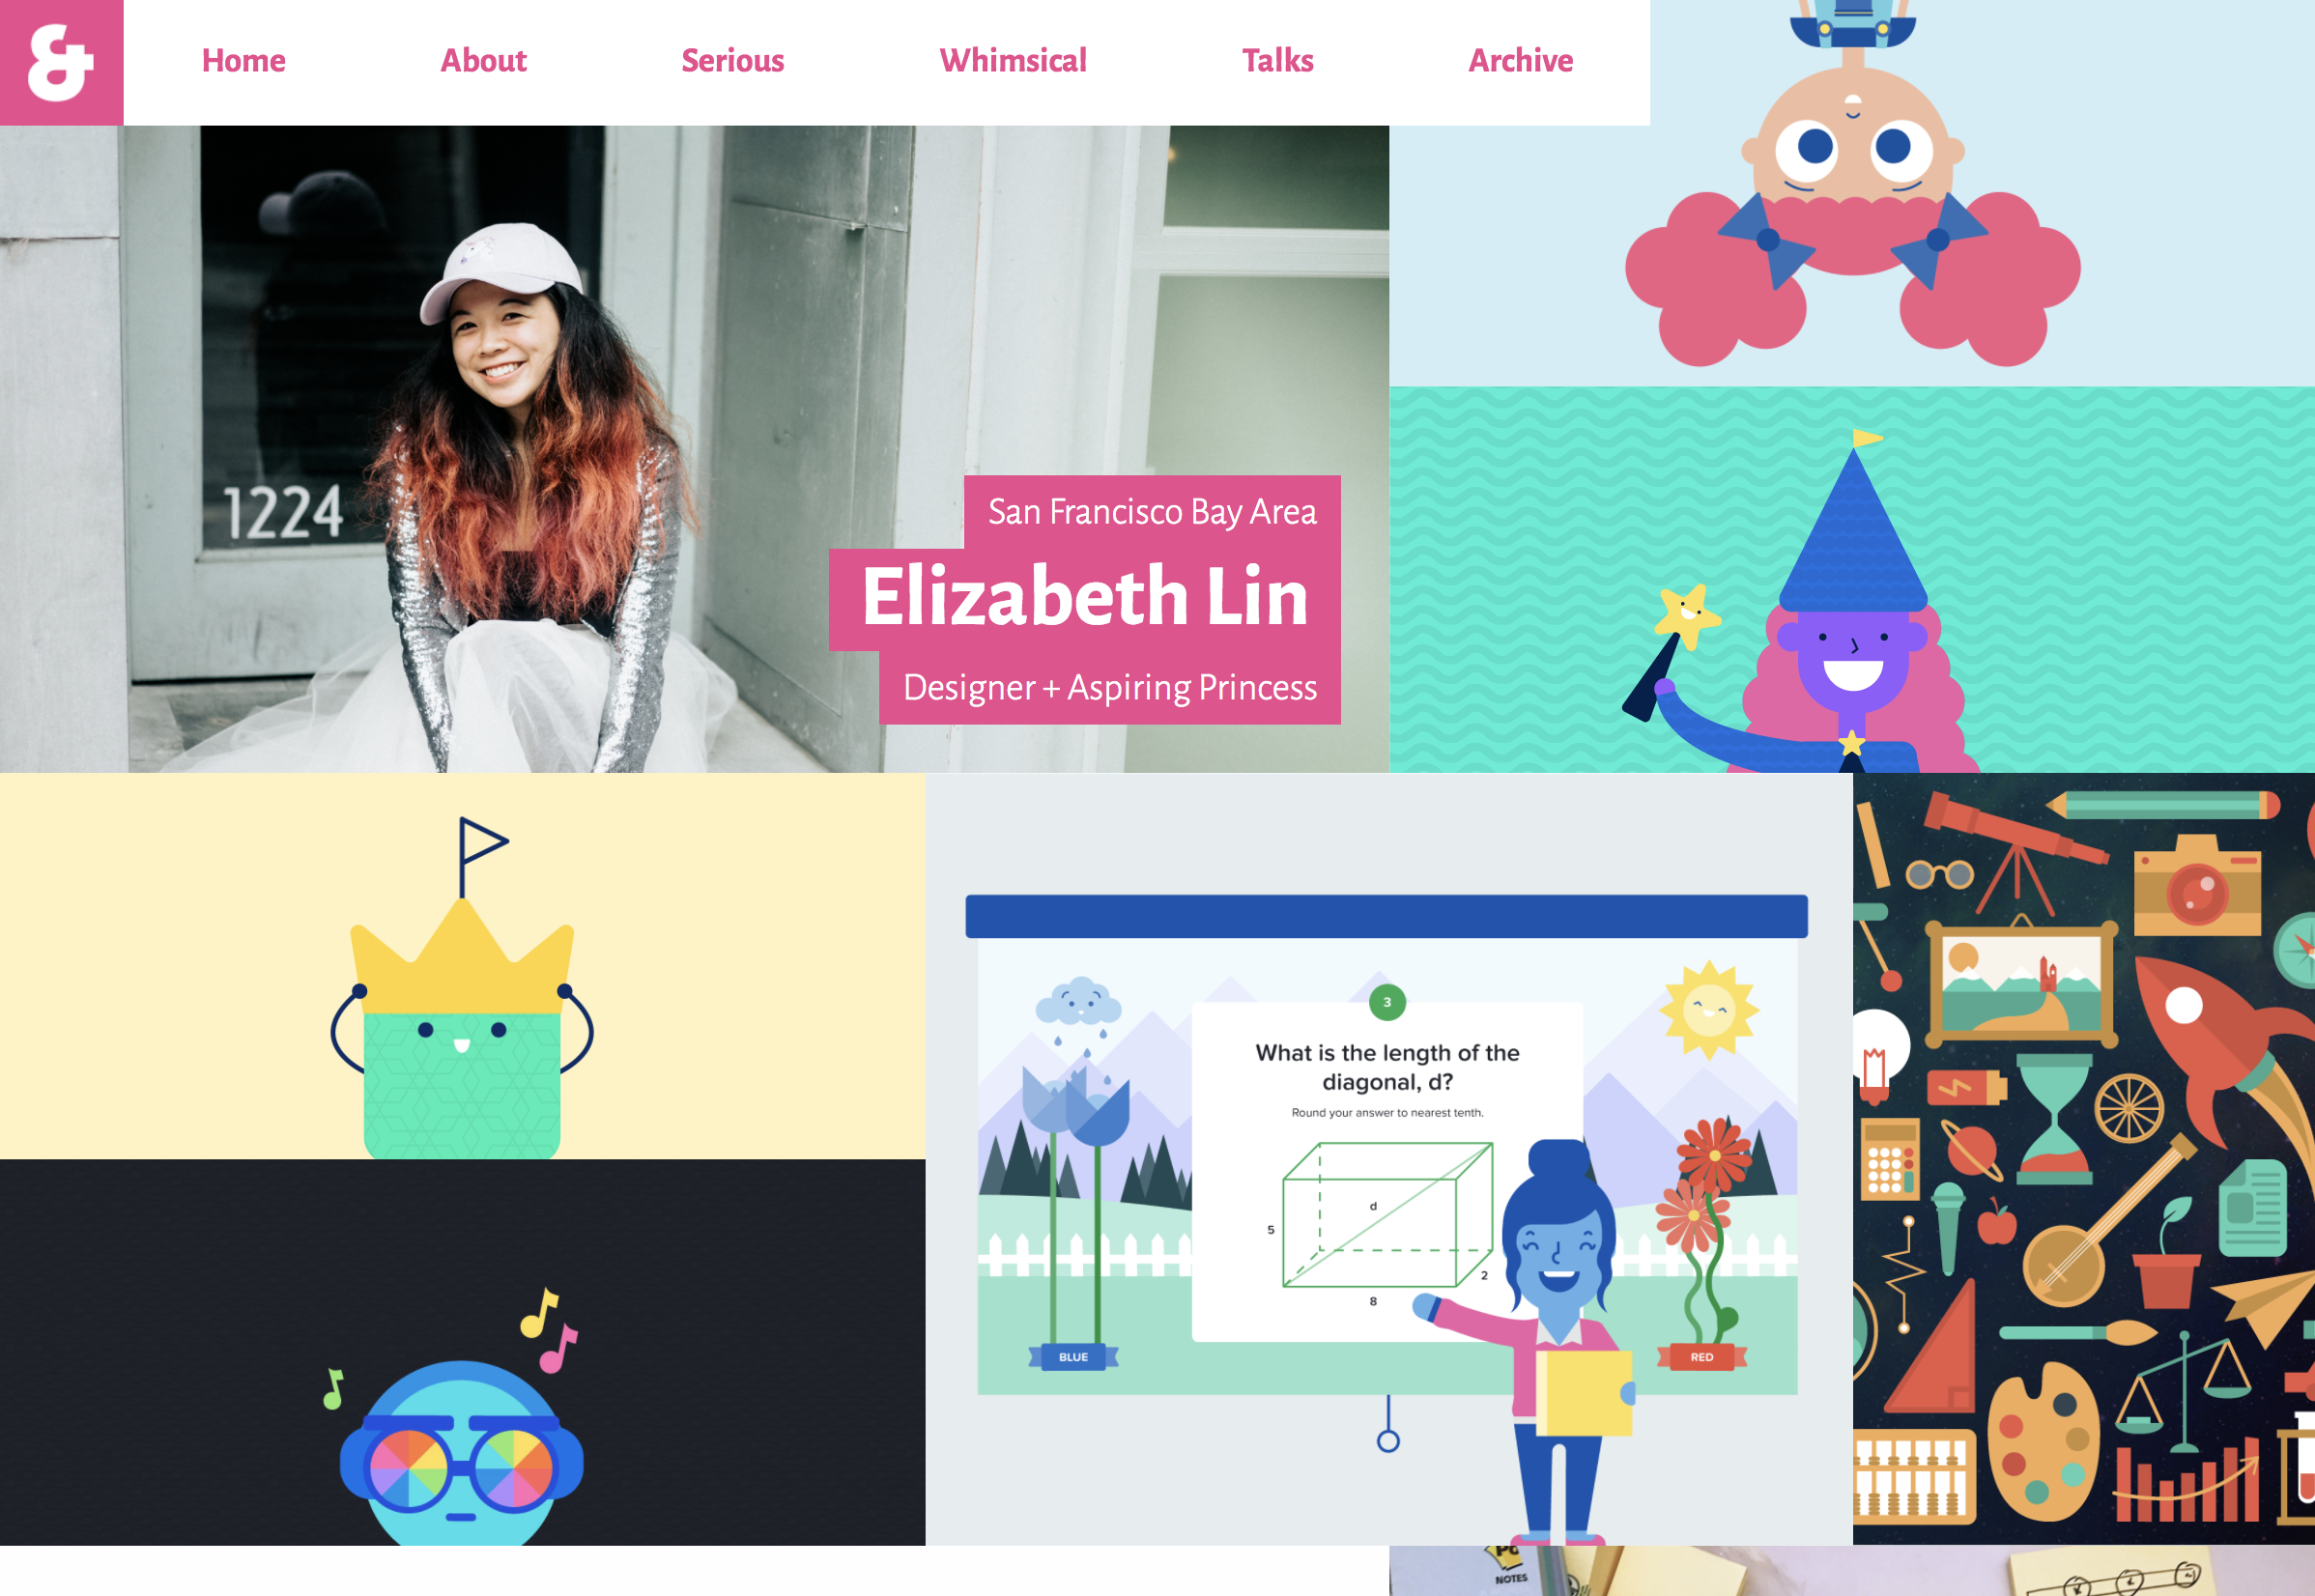 &
Home
About
Serious
Whimsical
Talks
Archive
1224
San Francisco Bay Area
Elizabeth Lin
Designer + Aspiring Princess
3
What is the length of the
diagonal, d?
Round your answer to nearest tenth.
d
5
2
8
BLUE
RED
NOTES